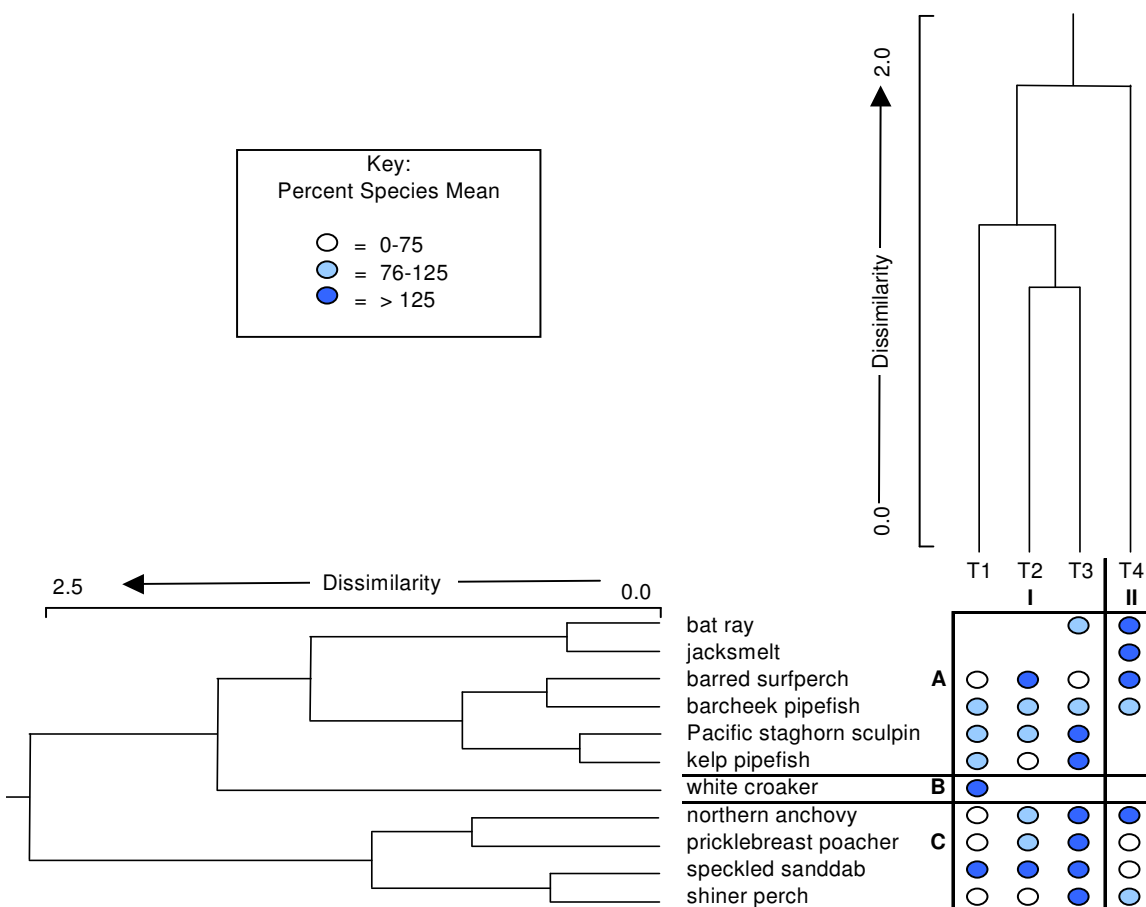 2.0
Dissimilarity
0.0
Key:
Percent Species Mean
= 0-75
= 76-125
= > 125
2.5 Dissimilarity 0.0
T1 T2 T3 T4
I II
bat ray
jacksmelt
barred surfperch A
barcheek pipefish
Pacific staghorn sculpin
kelp pipefish
white croaker B
northern anchovy
pricklebreast poacher C
speckled sanddab
shiner perch